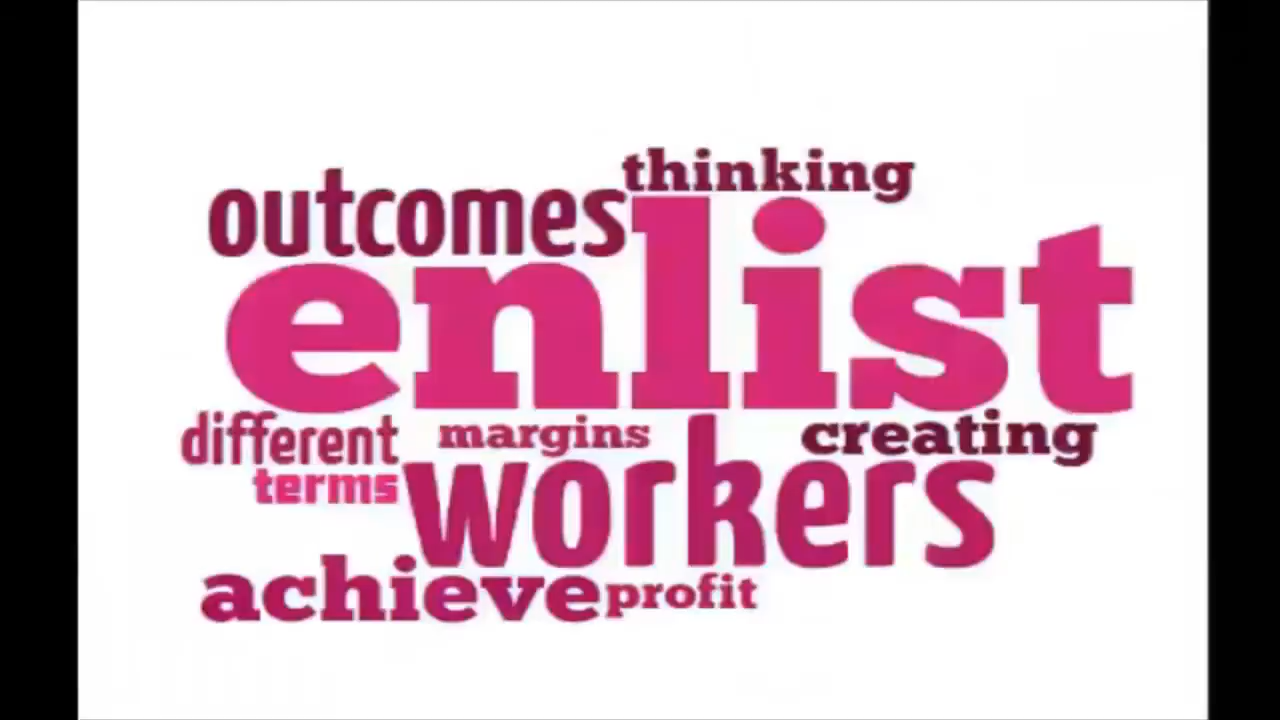 thinking
outcomes
enlist
different margins creating
terms workers
achieve profit